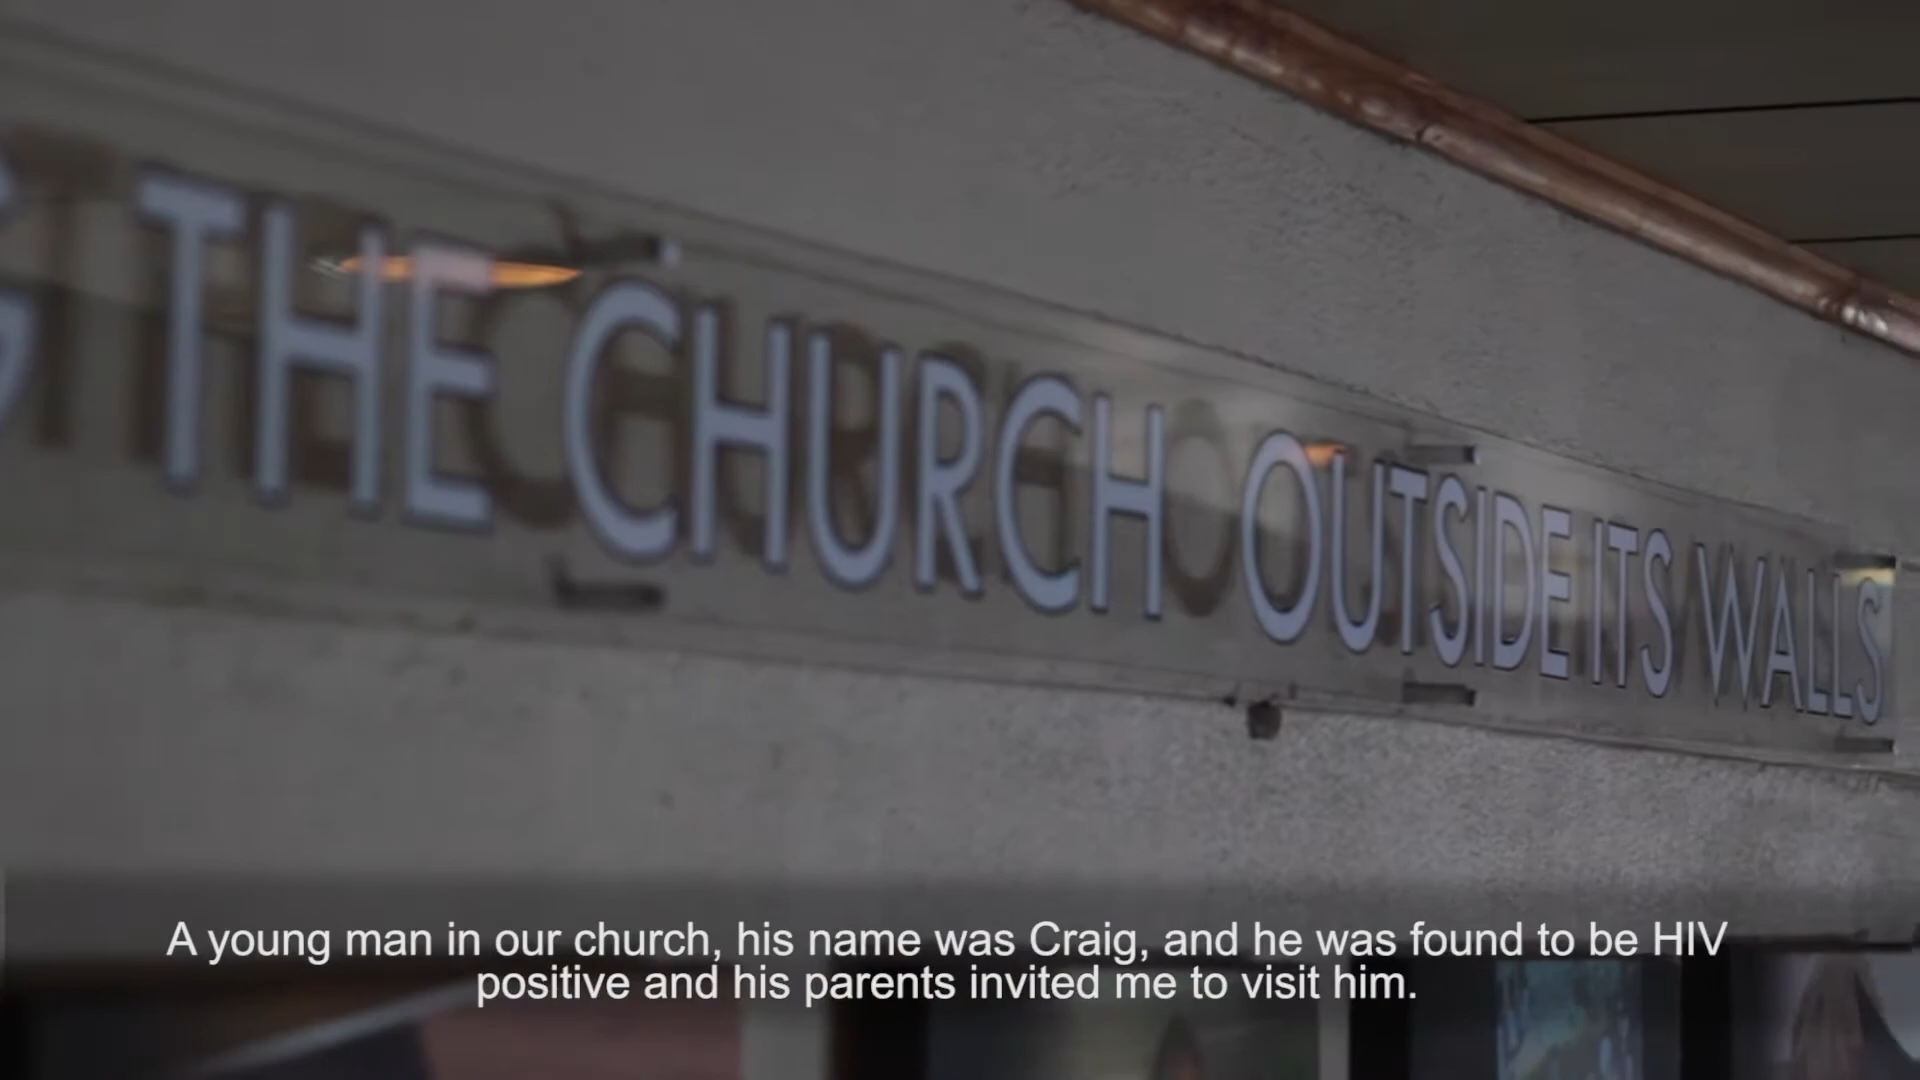 THE CHURCH OUTSIDE ITS WALLS
A young man in our church, his name was Craig, and he was found to be HIV
positive and his parents invited me to visit him.